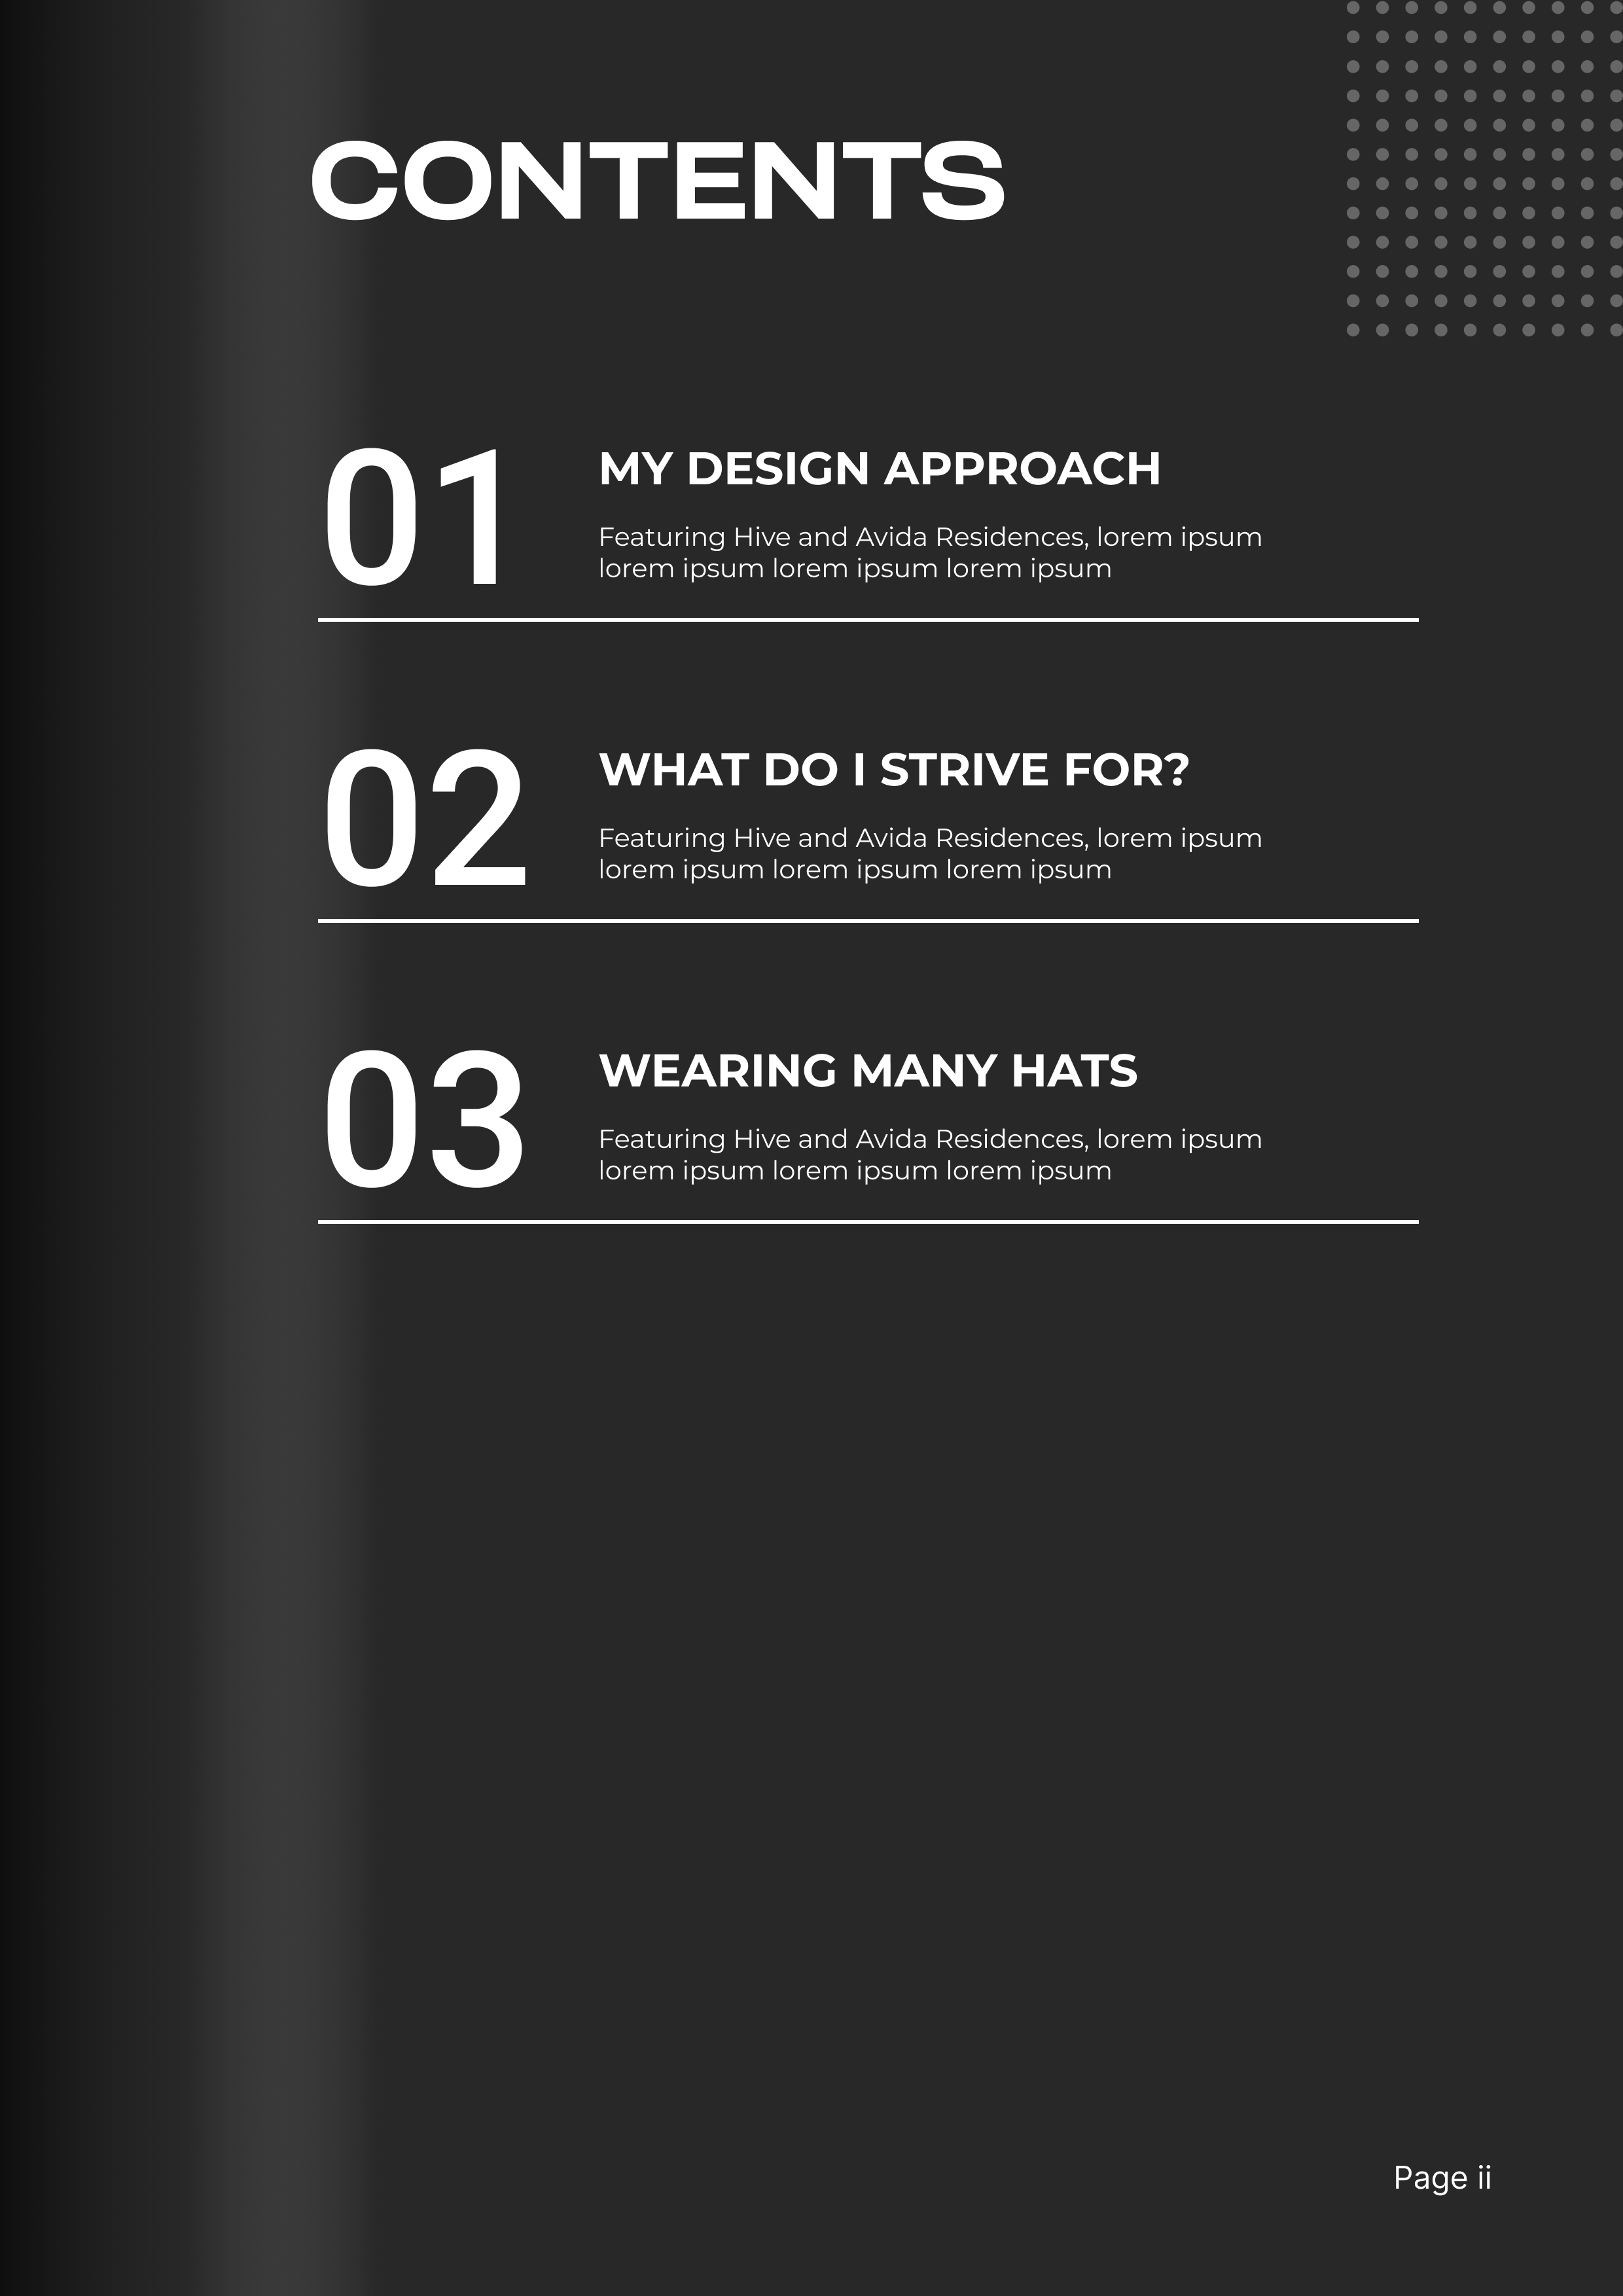 CONTENTS
01
MY DESIGN APPROACH
Featuring Hive and Avida Residences, lorem ipsum
lorem ipsum lorem ipsum lorem ipsum
02
WHAT DO I STRIVE FOR?
Featuring Hive and Avida Residences, lorem ipsum
lorem ipsum lorem ipsum lorem ipsum
03
WEARING MANY HATS
Featuring Hive and Avida Residences, lorem ipsum
lorem ipsum lorem ipsum lorem ipsum
Page ii